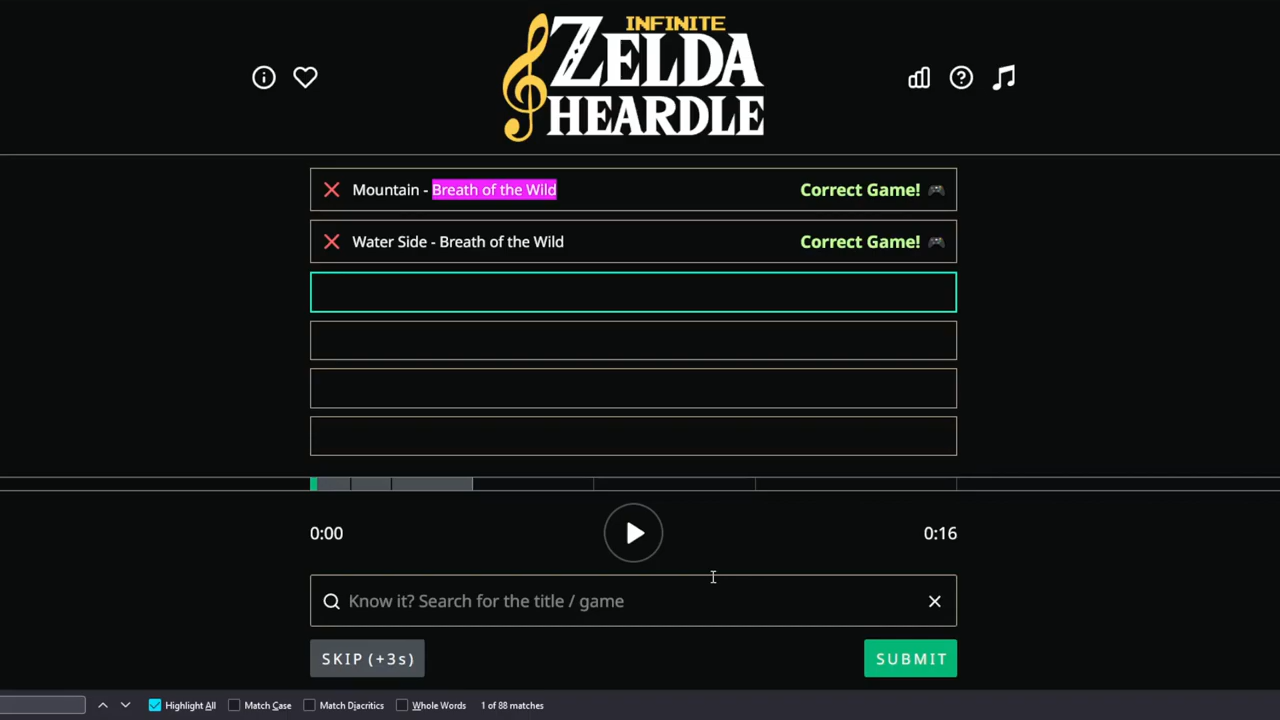 INFINITE
ZELDA
HEARDLE
Mountain - Breath of the Wild Correct Game!
Water Side - Breath of the Wild Correct Game!
0:00 0:16
Know it? Search for the title / game
SKIP (+3s) SUBMIT
Highlight All Match Case Match Diacritics Whole Words 1 of 88 matches